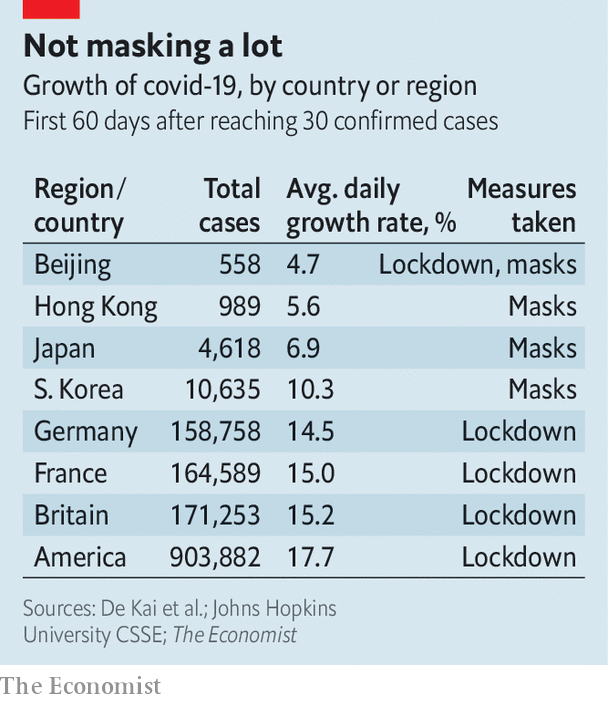 Not masking a lot
Growth of covid-19, by country or region
First 60 days after reaching 30 confirmed cases
Region/ Total Avg. daily Measures
country cases growth rate, % taken
Beijing 558 4.7 Lockdown, masks
Hong Kong 989 5.6 Masks
Japan 4,618 6.9 Masks
S. Korea 10,635 10.3 Masks
Germany 158,758 14.5 Lockdown
France 164,589 15.0 Lockdown
Britain 171,253 15.2 Lockdown
America 903,882 17.7 Lockdown
Sources: De Kai et al.; Johns Hopkins
University CSSE; The Economist
The Economist